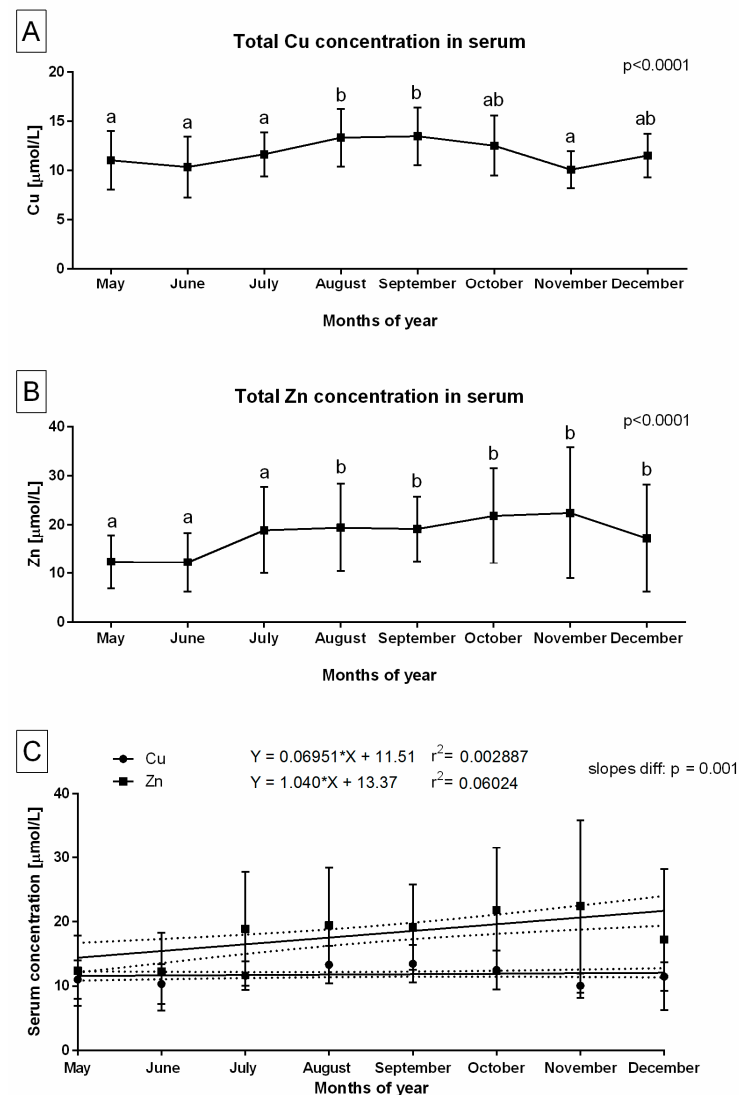 A
Total Cu concentration in serum
p<0.0001
Cu [μmol/L]
20
15
10
5
0
a a a b b ab a ab
May June July August September October November December
Months of year
B
Total Zn concentration in serum
p<0.0001
Zn [μmol/L]
40
30
20
10
0
a a a b b b b b
May June July August September October November December
Months of year
C
Cu Y = 0.06951*X + 11.51 r²= 0.002887
Zn Y = 1.040*X + 13.37 r²= 0.06024
slopes diff: p = 0.001
Serum concentration [μmol/L]
40
30
20
10
0
May June July August September October November December
Months of year